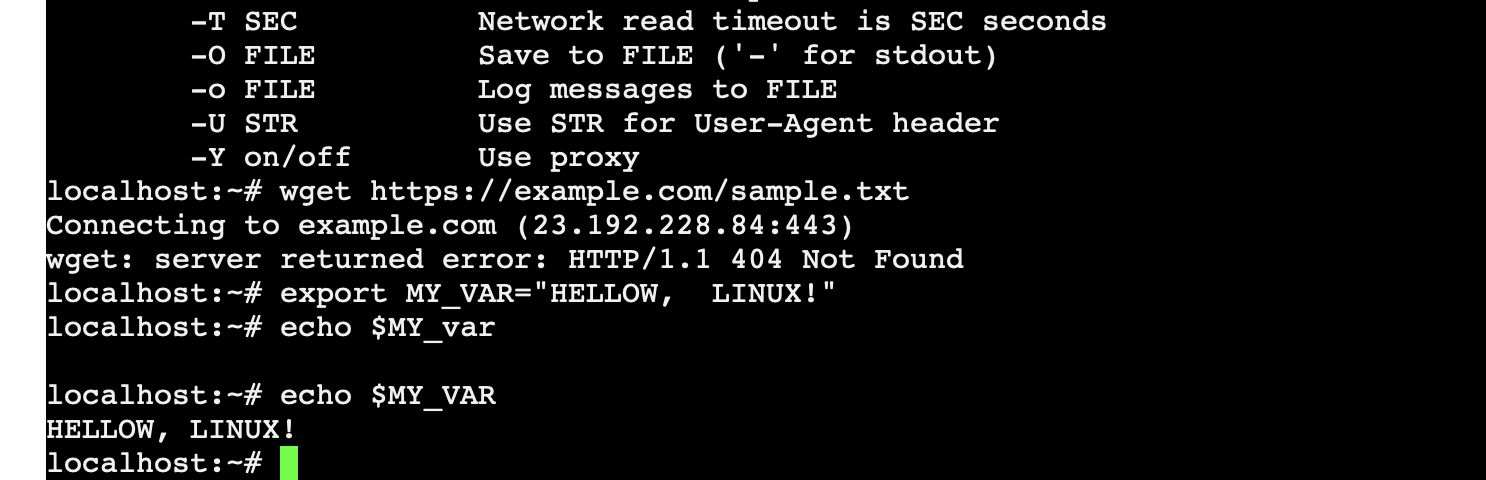 -T SEC          Network read timeout is SEC seconds
-O FILE         Save to FILE ('-' for stdout)
-o FILE         Log messages to FILE
-U STR          Use STR for User-Agent header
-Y on/off       Use proxy
localhost:~# wget https://example.com/sample.txt
Connecting to example.com (23.192.228.84:443)
wget: server returned error: HTTP/1.1 404 Not Found
localhost:~# export MY_VAR="HELLOW,  LINUX!"
localhost:~# echo $MY_var

localhost:~# echo $MY_VAR
HELLOW, LINUX!
localhost:~#